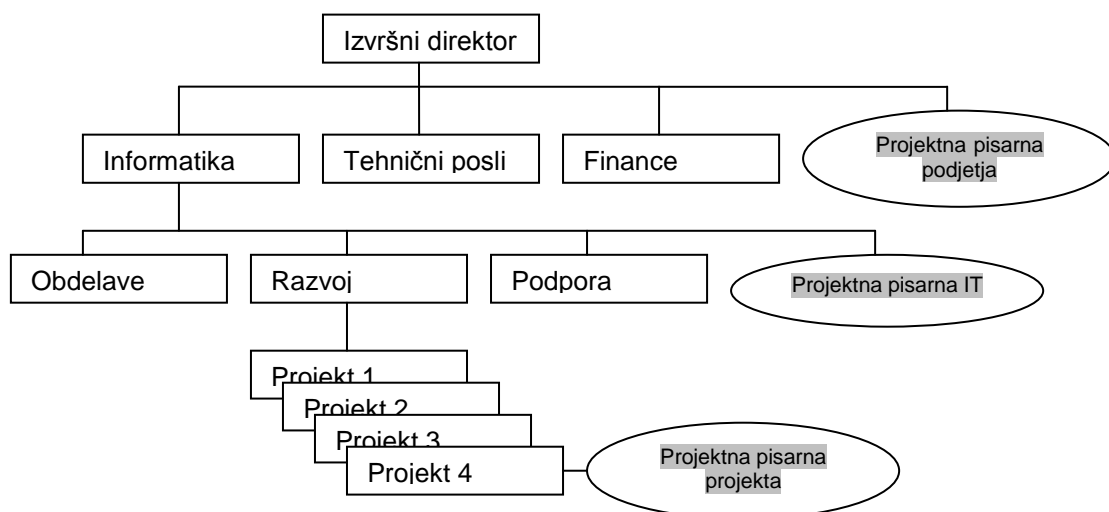 Izvršni direktor
Informatika
Tehnični posli
Finance
Projektna pisarna
podjetja
Obdelave
Razvoj
Podpora
Projektna pisarna IT
Projekt 1
Projekt 2
Projekt 3
Projekt 4
Projektna pisarna
projekta